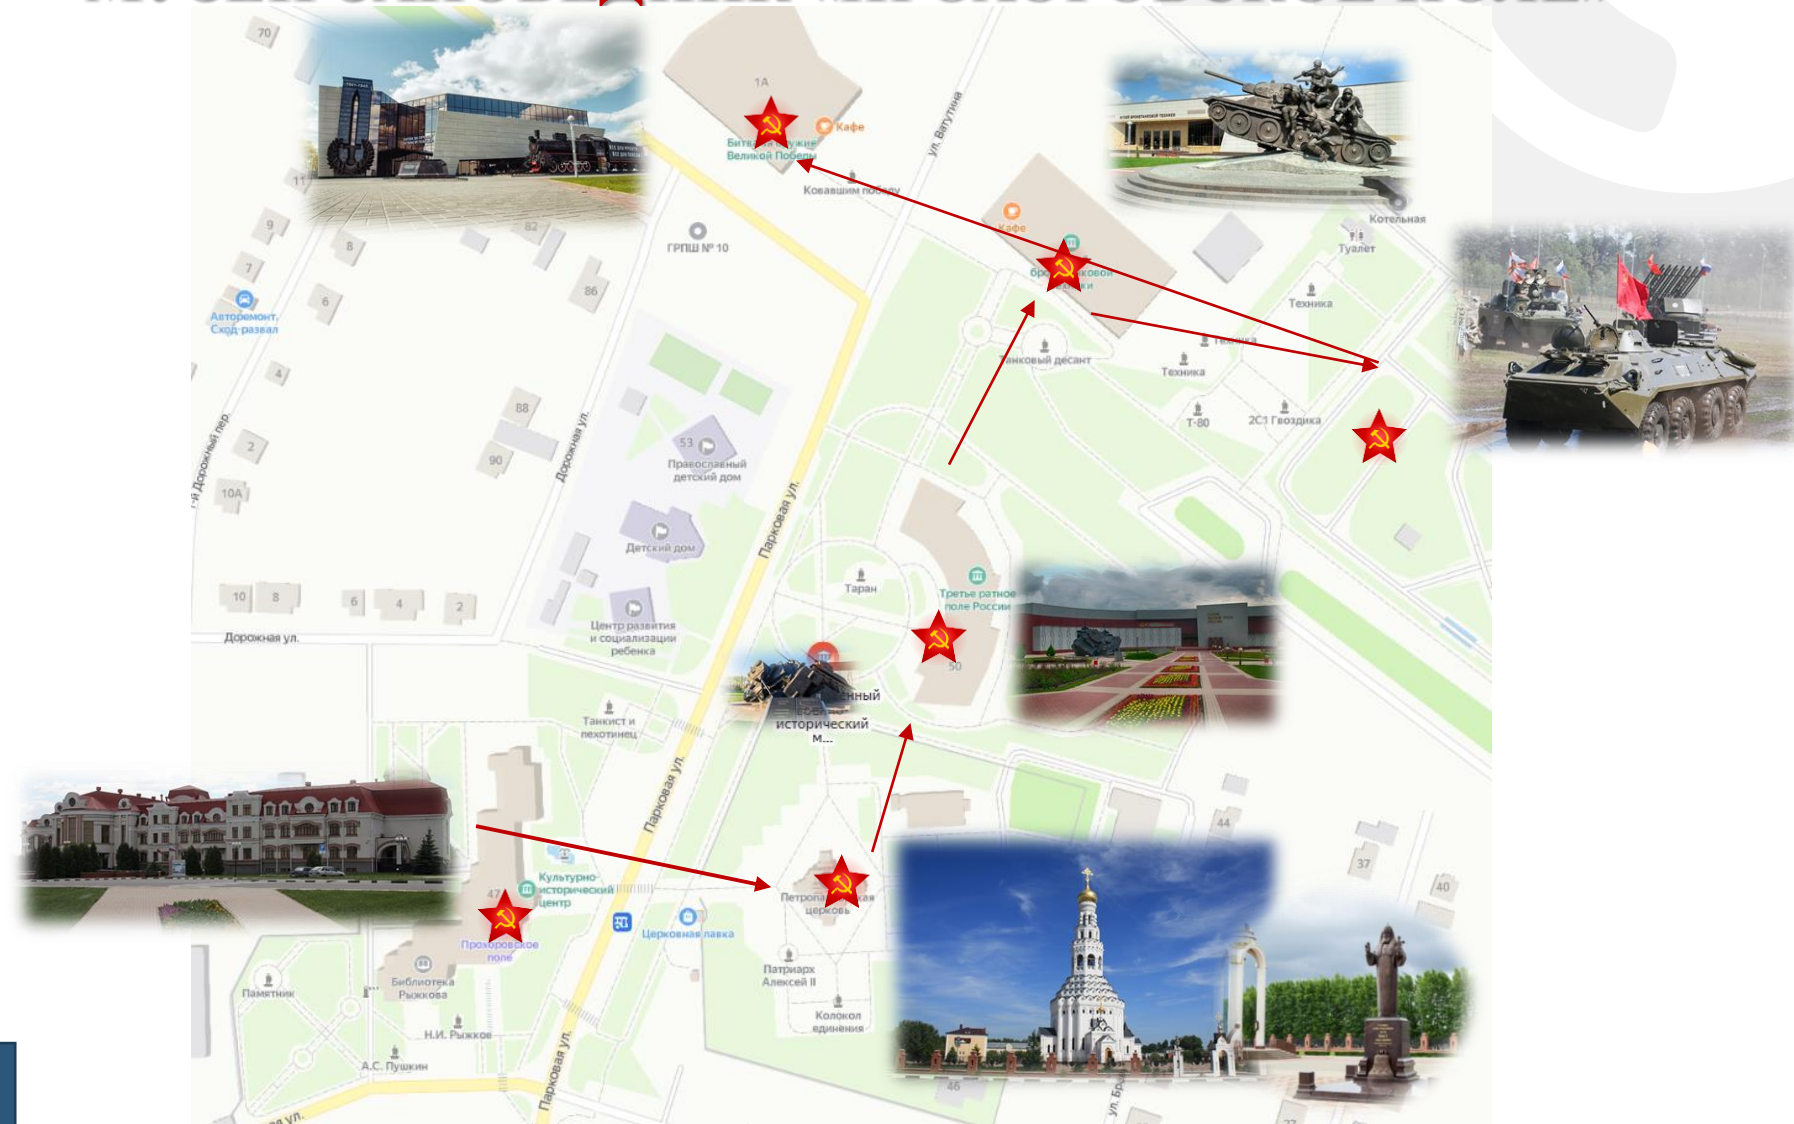 70
1А
Кафе
Битва за оружие
Великой Победы
Ковавшим победу
ул. Ватутина
11
9
8
7
6
82
86
ГРПШ № 10
Авторемонт,
Сход-развал
Кафе
Котельная
Туалет
Техника
Техника
Техника
Танковый десант
Т-80
2С1 Гвоздика
4
88
2
90
10А
Дорожная ул.
53
Православный
детский дом
Детский дом
Парковая ул.
Таран
Третье ратное
поле России
50
10
8
6
4
2
Дорожная ул.
Центр развития
и социализации
ребенка
Танкист и
пехотинец
исторический
м...
Парковая ул.
44
37
40
47
Культурно-
исторический
центр
Прохоровское
поле
Церковная лавка
церковь
Патриарх
Алексей II
Колокол
единения
Памятник
Библиотека
Рыжкова
Н.И. Рыжков
А.С. Пушкин
Парковая ул.
46